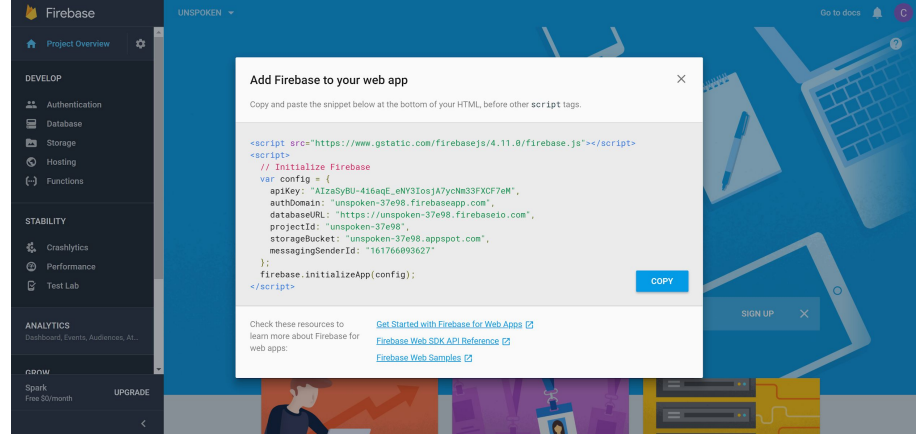 Firebase
UNSPOKEN
Go to docs
C
Project Overview
?
DEVELOP
Add Firebase to your web app
Copy and paste the snippet below at the bottom of your HTML, before other script tags.
Authentication
Database
Storage
Hosting
Functions
<script src="https://www.gstatic.com/firebasejs/4.11.0/firebase.js"></script>
<script>
// Initialize Firebase
var config = {
apiKey: "AIzaSyBU-4i6aqE_eNY3IosjA7ycNm33FXCF7eM",
authDomain: "unspoken-37e98.firebaseapp.com",
databaseURL: "https://unspoken-37e98.firebaseio.com",
projectId: "unspoken-37e98",
storageBucket: "unspoken-37e98.appspot.com",
messagingSenderId: "161766093627"
};
firebase.initializeApp(config);
</script>
COPY
STABILITY
Crashlytics
Performance
Test Lab
SIGN UP
ANALYTICS
Dashboard, Events, Audiences, At...
Check these resources to
learn more about Firebase for
web apps:
Get Started with Firebase for Web Apps
Firebase Web SDK API Reference
Firebase Web Samples
GROW
Spark
Free $0/month
UPGRADE